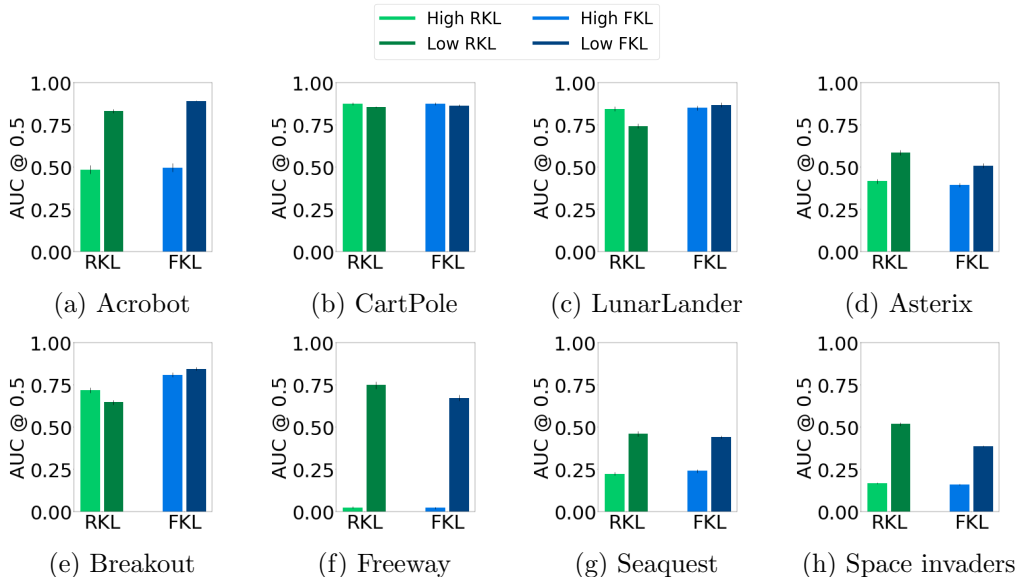 High RKL
High FKL
Low RKL
Low FKL
AUC @ 0.5
1.00
0.75
0.50
0.25
0.00
RKL
FKL
(a) Acrobot
AUC @ 0.5
1.00
0.75
0.50
0.25
0.00
RKL
FKL
(b) CartPole
AUC @ 0.5
1.00
0.75
0.50
0.25
0.00
RKL
FKL
(c) LunarLander
AUC @ 0.5
1.00
0.75
0.50
0.25
0.00
RKL
FKL
(d) Asterix
AUC @ 0.5
1.00
0.75
0.50
0.25
0.00
RKL
FKL
(e) Breakout
AUC @ 0.5
1.00
0.75
0.50
0.25
0.00
RKL
FKL
(f) Freeway
AUC @ 0.5
1.00
0.75
0.50
0.25
0.00
RKL
FKL
(g) Seaquest
AUC @ 0.5
1.00
0.75
0.50
0.25
0.00
RKL
FKL
(h) Space invaders